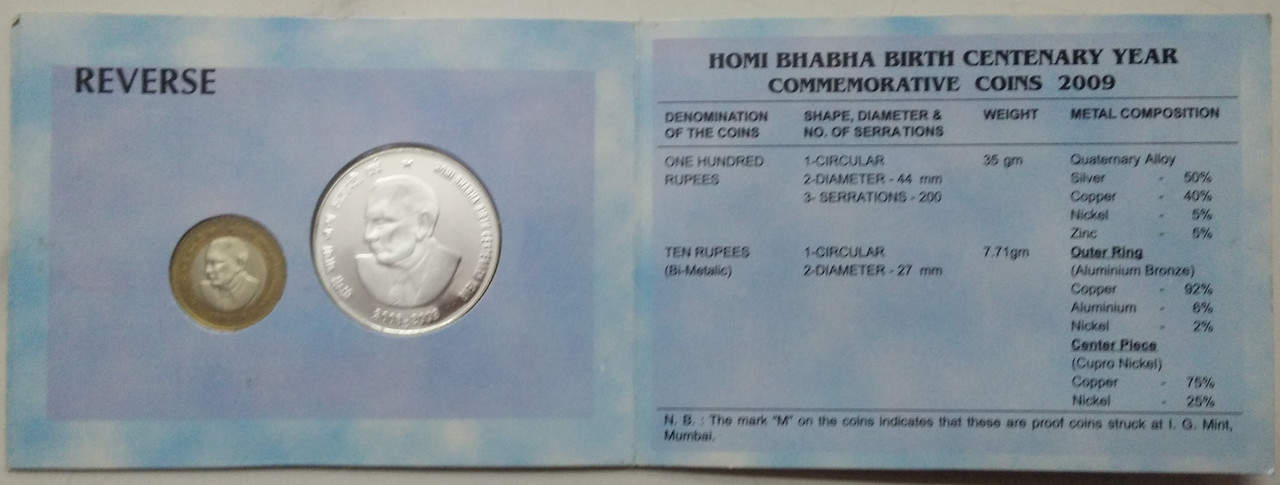 REVERSE
2008-2009
HOMI BHABHA BIRTH CENTENARY YEAR
COMMEMORATIVE COINS 2009
DENOMINATION OF THE COINS SHAPE, DIAMETER & NO. OF SERRATIONS WEIGHT METAL COMPOSITION
ONE HUNDRED 1-CIRCULAR 35 gm Quaternary Alloy
RUPEES 2-DIAMETER - 44 mm Silver - 50%
3- SERRATIONS - 200 Copper - 40%
Nickel - 5%
Zinc - 5%
TEN RUPEES 1-CIRCULAR 7.71gm Outer Ring
(Bi-Metalic) 2-DIAMETER - 27 mm (Aluminium Bronze)
Copper - 92%
Aluminium - 6%
Nickel - 2%
Center Piece
(Cupro Nickel)
Copper - 75%
Nickel - 25%
N. B. : The mark "M" on the coins indicates that these are proof coins struck at I. G. Mint,
Mumbai.